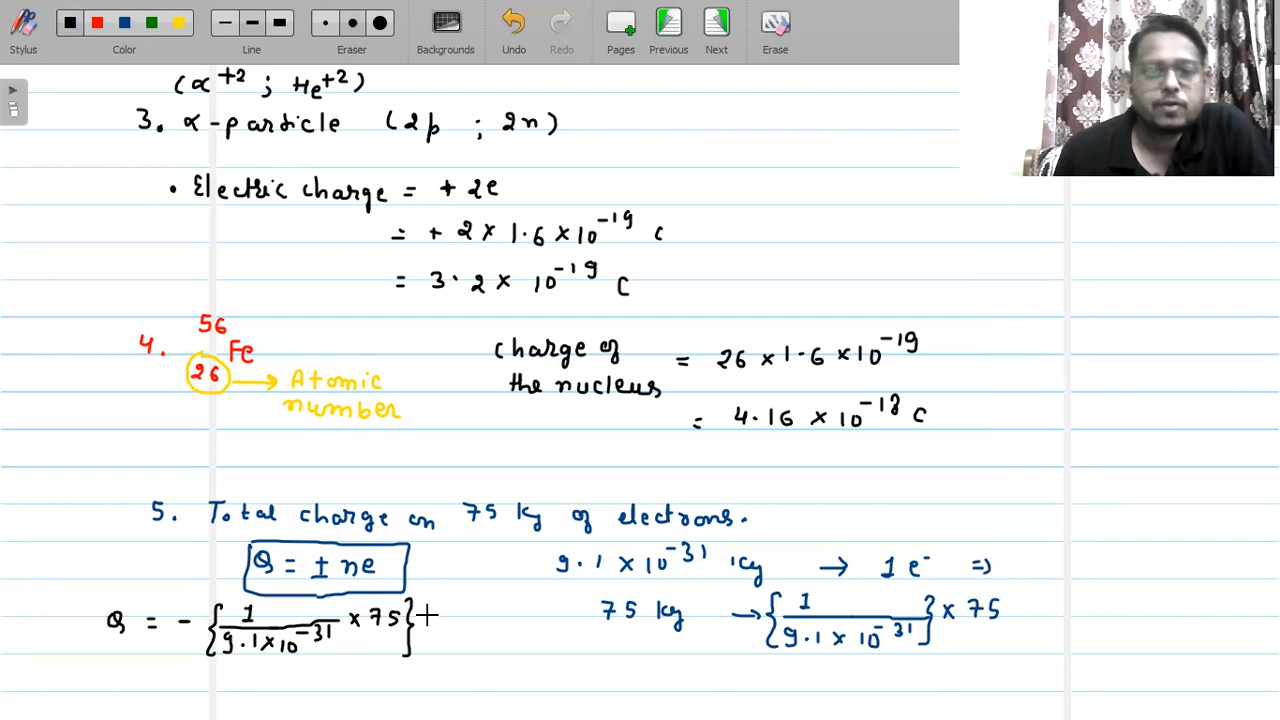 Stylus Color Line Eraser Backgrounds Undo Redo Pages Previous Next Erase
(α⁺² ; He⁺²)
3. α-particle (2p ; 2n)
• Electric charge = + 2e
= + 2 × 1.6 × 10⁻¹⁹ C
= 3.2 × 10⁻¹⁹ C
4. ⁵⁶₂₆Fe → Atomic number
charge of the nucleus = 26 × 1.6 × 10⁻¹⁹
= 4.16 × 10⁻¹⁸ C
5. Total charge on 75 kg of electrons.
Q = ± ne
9.1 × 10⁻³¹ kg → 1 e⁻ ⇒
75 kg → {1 / 9.1 × 10⁻³¹} × 75
Q = - {1 / 9.1×10⁻³¹ × 75}